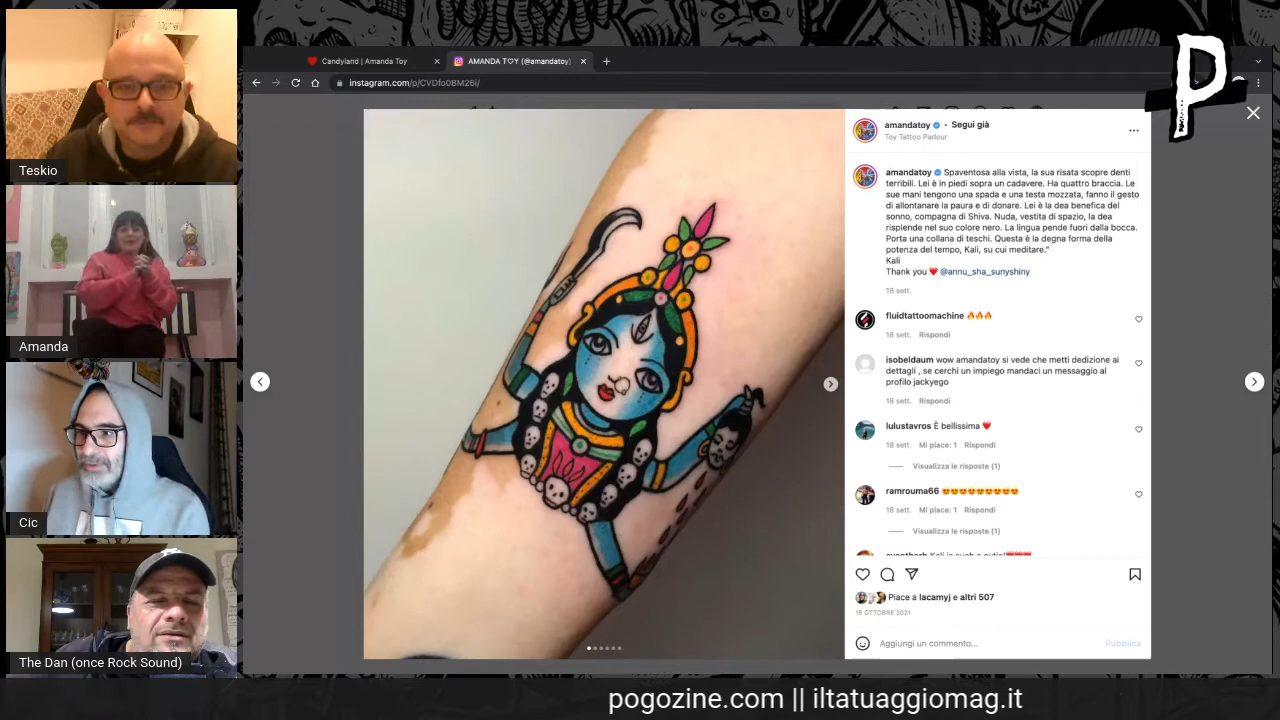 Candyland | Amanda Toy
AMANDA TOY (@amandatoy)
instagram.com/p/CVDfo0BM26i/
P
Teskio
Amanda
Cic
The Dan (once Rock Sound)
amandatoy • Segui già
Toy Tattoo Parlour
amandatoy Spaventosa alla vista, la sua risata scopre denti
terribili. Lei è in piedi sopra un cadavere. Ha quattro braccia. Le
sue mani tengono una spada e una testa mozzata, fanno il gesto
di allontanare la paura e di donare. Lei è la dea benefica del
sonno, compagna di Shiva. Nuda, vestita di spazio, la dea
risplende nel suo colore nero. La lingua pende fuori dalla bocca.
Porta una collana di teschi. Questa è la degna forma della
potenza del tempo, Kali, su cui meditare."
Kali
Thank you ❤️ @annu_sha_sunyshiny
18 sett.
fluidtattoomachine 🔥🔥🔥
18 sett. Rispondi
isobeldaum wow amandatoy si vede che metti dedizione ai
dettagli , se cerchi un impiego mandaci un messaggio al
profilo jackyego
18 sett. Rispondi
lulustavros È bellissima ❤️
18 sett. Mi piace: 1 Rispondi
Visualizza le risposte (1)
ramrouma66 😍😍😍😍😍😍😍😍😍
18 sett. Mi piace: 1 Rispondi
Visualizza le risposte (1)
Piace a lacamyj e altri 507
15 OTTOBRE 2021
Aggiungi un commento...
Pubblica
pogozine.com || iltatuaggiomag.it